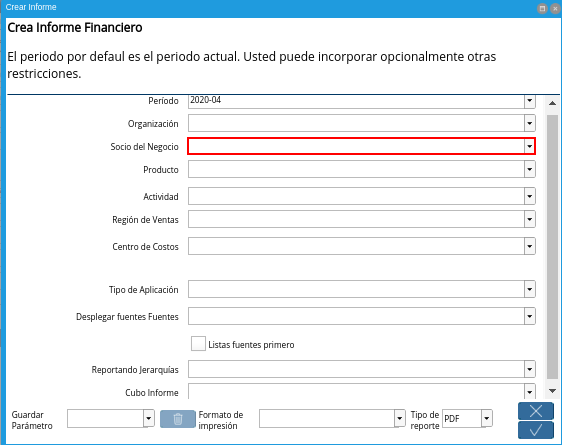 Crear Informe
Crea Informe Financiero
El periodo por defaul es el periodo actual. Usted puede incorporar opcionalmente otras
restricciones.
Período 2020-04
Organización
Socio del Negocio
Producto
Actividad
Región de Ventas
Centro de Costos
Tipo de Aplicación
Desplegar fuentes Fuentes
Listas fuentes primero
Reportando Jerarquías
Cubo Informe
Guardar
Parámetro
Formato de
impresión
Tipo de
reporte
PDF